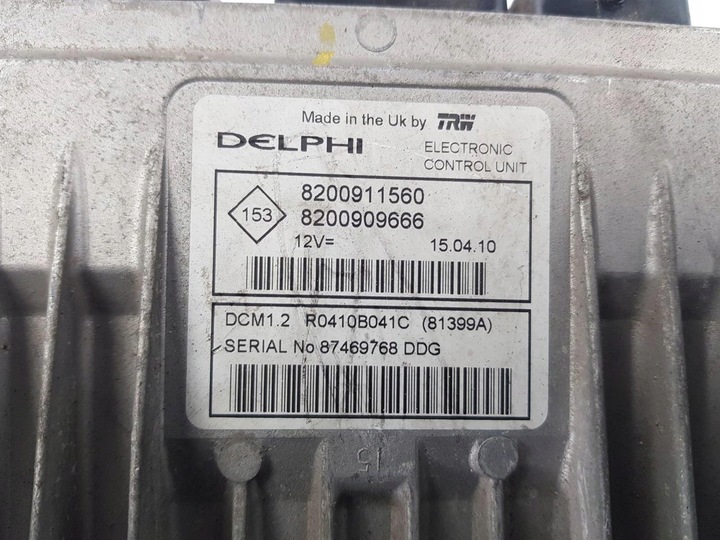 Made in the Uk by TRW
DELPHI ELECTRONIC
CONTROL UNIT
153
8200911560
8200909666
12V= 15.04.10
DCM1.2 R0410B041C (81399A)
SERIAL No 87469768 DDG
15